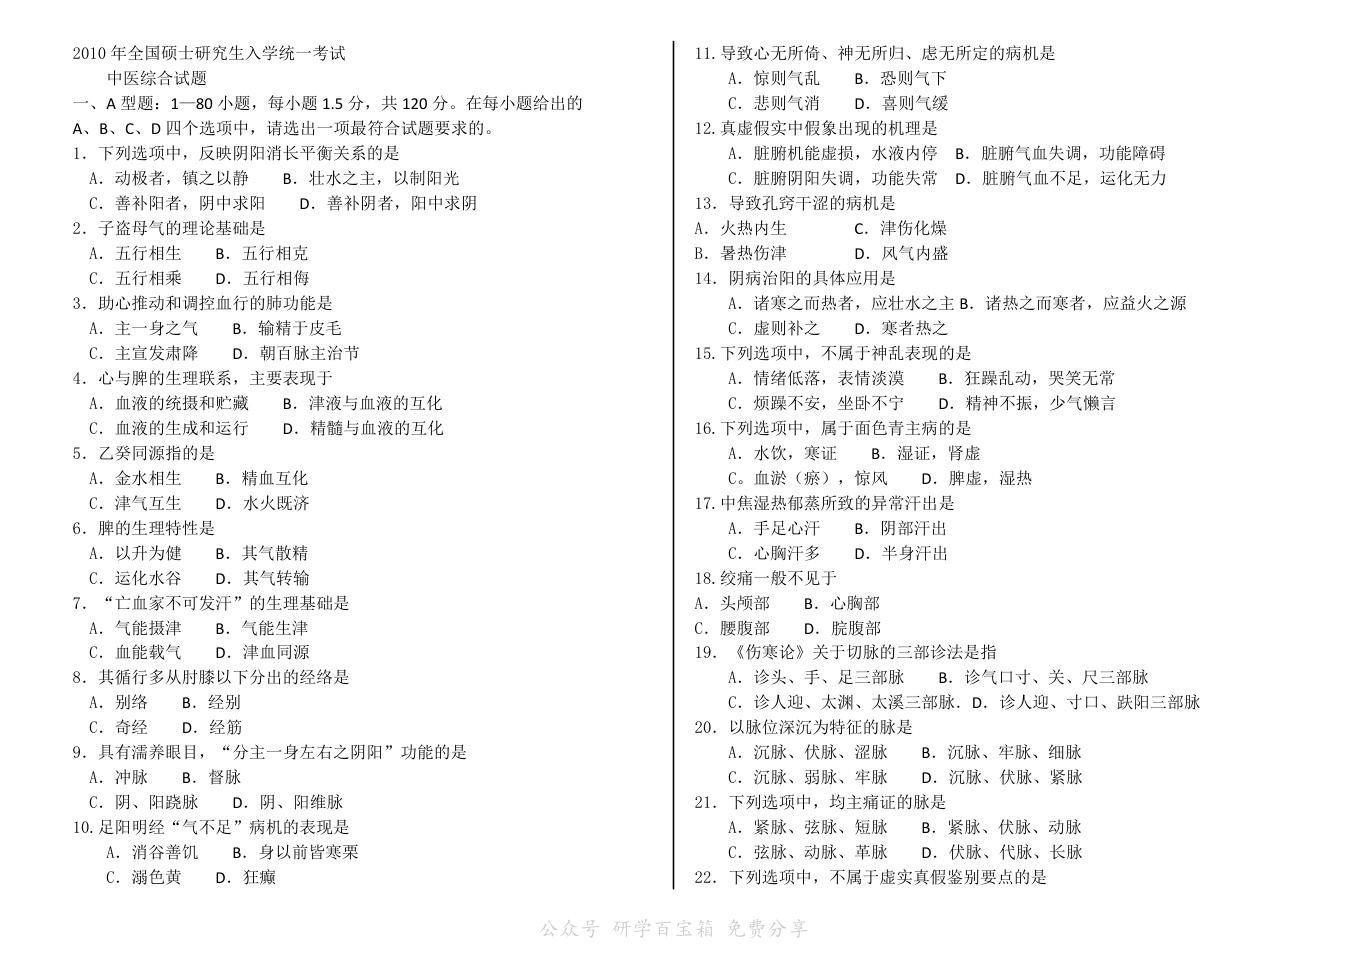 2010 年全国硕士研究生入学统一考试
中医综合试题
一、A 型题：1—80 小题，每小题 1.5 分，共 120 分。在每小题给出的
A、B、C、D 四个选项中，请选出一项最符合试题要求的。
1．下列选项中，反映阴阳消长平衡关系的是
A．动极者，镇之以静 B．壮水之主，以制阳光
C．善补阳者，阴中求阳 D．善补阴者，阳中求阴
2．子盗母气的理论基础是
A．五行相生 B．五行相克
C．五行相乘 D．五行相侮
3．助心推动和调控血行的肺功能是
A．主一身之气 B．输精于皮毛
C．主宣发肃降 D．朝百脉主治节
4．心与脾的生理联系，主要表现于
A．血液的统摄和贮藏 B．津液与血液的互化
C．血液的生成和运行 D．精髓与血液的互化
5．乙癸同源指的是
A．金水相生 B．精血互化
C．津气互生 D．水火既济
6．脾的生理特性是
A．以升为健 B．其气散精
C．运化水谷 D．其气转输
7．“亡血家不可发汗”的生理基础是
A．气能摄津 B．气能生津
C．血能载气 D．津血同源
8．其循行多从肘膝以下分出的经络是
A．别络 B．经别
C．奇经 D．经筋
9．具有濡养眼目，“分主一身左右之阴阳”功能的是
A．冲脉 B．督脉
C．阴、阳跷脉 D．阴、阳维脉
10.足阳明经“气不足”病机的表现是
A．消谷善饥 B．身以前皆寒栗
C．溺色黄 D．狂癫
11.导致心无所倚、神无所归、虑无所定的病机是
A．惊则气乱 B．恐则气下
C．悲则气消 D．喜则气缓
12.真虚假实中假象出现的机理是
A．脏腑机能虚损，水液内停 B．脏腑气血失调，功能障碍
C．脏腑阴阳失调，功能失常 D．脏腑气血不足，运化无力
13．导致孔窍干涩的病机是
A．火热内生 C．津伤化燥
B．暑热伤津 D．风气内盛
14．阴病治阳的具体应用是
A．诸寒之而热者，应壮水之主 B．诸热之而寒者，应益火之源
C．虚则补之 D．寒者热之
15.下列选项中，不属于神乱表现的是
A．情绪低落，表情淡漠 B．狂躁乱动，哭笑无常
C．烦躁不安，坐卧不宁 D．精神不振，少气懒言
16.下列选项中，属于面色青主病的是
A．水饮，寒证 B．湿证，肾虚
C。血淤（瘀），惊风 D．脾虚，湿热
17.中焦湿热郁蒸所致的异常汗出是
A．手足心汗 B．阴部汗出
C．心胸汗多 D．半身汗出
18.绞痛一般不见于
A．头颅部 B．心胸部
C．腰腹部 D．脘腹部
19．《伤寒论》关于切脉的三部诊法是指
A．诊头、手、足三部脉 B．诊气口寸、关、尺三部脉
C．诊人迎、太渊、太溪三部脉．D．诊人迎、寸口、趺阳三部脉
20．以脉位深沉为特征的脉是
A．沉脉、伏脉、涩脉 B．沉脉、牢脉、细脉
C．沉脉、弱脉、牢脉 D．沉脉、伏脉、紧脉
21．下列选项中，均主痛证的脉是
A．紧脉、弦脉、短脉 B．紧脉、伏脉、动脉
C．弦脉、动脉、革脉 D．伏脉、代脉、长脉
22．下列选项中，不属于虚实真假鉴别要点的是
公众号 研学百宝箱 免费分享